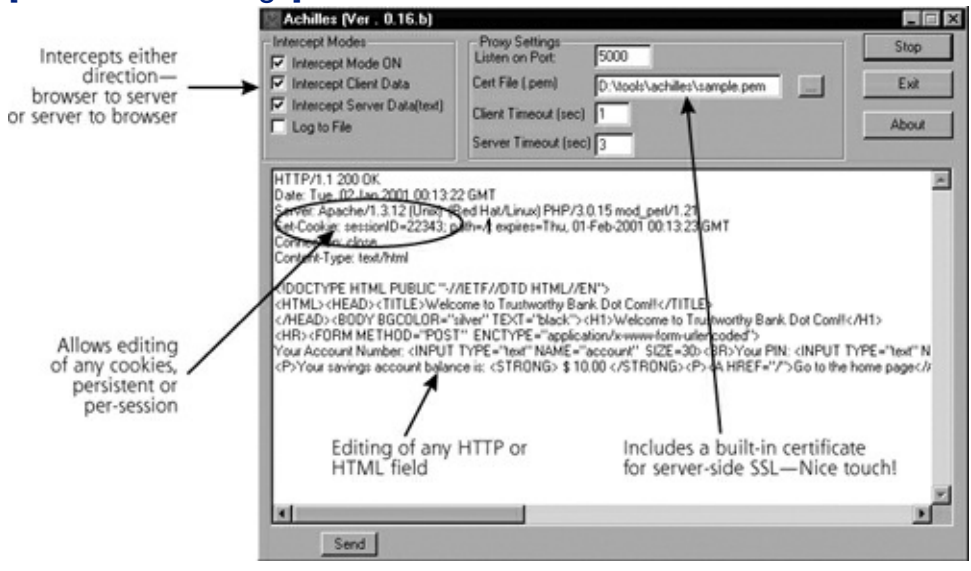 Achilles (Ver . 0.16.b)
Intercept Modes
Intercept Mode ON
Intercept Client Data
Intercept Server Data(text)
Log to File
Proxy Settings
Listen on Port: 5000
Cert File (.pem) D:\tools\achilles\sample.pem ...
Client Timeout (sec) 1
Server Timeout (sec) 3
Stop
Exit
About
Intercepts either
direction—
browser to server
or server to browser
HTTP/1.1 200 OK
Date: Tue, 02 Jan 2001 00:13:22 GMT
Server: Apache/1.3.12 (Unix) (Red Hat/Linux) PHP/3.0.15 mod_perl/1.21
Set-Cookie: sessionID=22343; path=/; expires=Thu, 01-Feb-2001 00:13:23 GMT
Connection: close
Content-Type: text/html
<!DOCTYPE HTML PUBLIC "-//IETF//DTD HTML//EN">
<HTML><HEAD><TITLE>Welcome to Trustworthy Bank Dot Com!!</TITLE>
</HEAD><BODY BGCOLOR="silver" TEXT="black"><H1>Welcome to Trustworthy Bank Dot Com!!</H1>
<HR><FORM METHOD="POST" ENCTYPE="application/x-www-form-urlencoded">
Your Account Number: <INPUT TYPE="text" NAME="account" SIZE=30><BR>Your PIN: <INPUT TYPE="text" N
<P>Your savings account balance is: <STRONG> $ 10.00 </STRONG><P><A HREF="/">Go to the home page</
Allows editing
of any cookies,
persistent or
per-session
Editing of any HTTP or
HTML field
Includes a built-in certificate
for server-side SSL—Nice touch!
Send